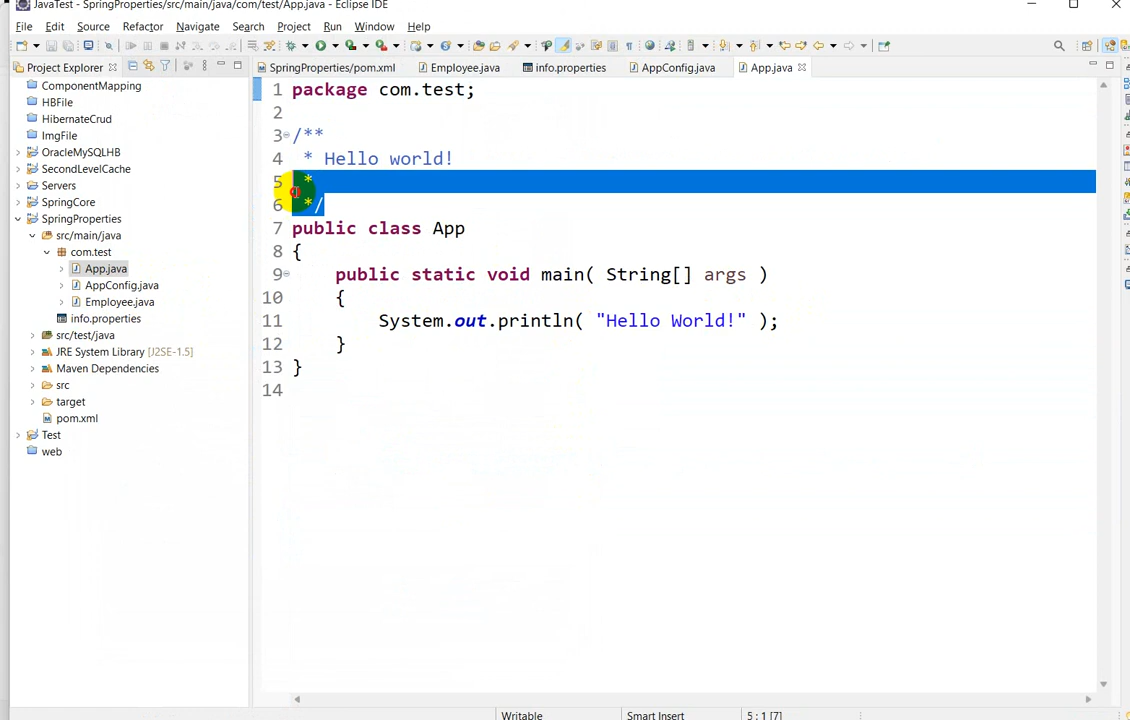 JavaTest - SpringProperties/src/main/java/com/test/App.java - Eclipse IDE
File Edit Source Refactor Navigate Search Project Run Window Help
Project Explorer
SpringProperties/pom.xml Employee.java info.properties AppConfig.java App.java
ComponentMapping
HBFile
HibernateCrud
ImgFile
OracleMySQLHB
SecondLevelCache
Servers
SpringCore
SpringProperties
src/main/java
com.test
App.java
AppConfig.java
Employee.java
info.properties
src/test/java
JRE System Library [J2SE-1.5]
Maven Dependencies
src
target
pom.xml
Test
web
1 package com.test;
2
3 /**
4 * Hello world!
5 *
6 */
7 public class App
8 {
9 public static void main( String[] args )
10 {
11 System.out.println( "Hello World!" );
12 }
13 }
14
Writable Smart Insert 5 : 1 [7]